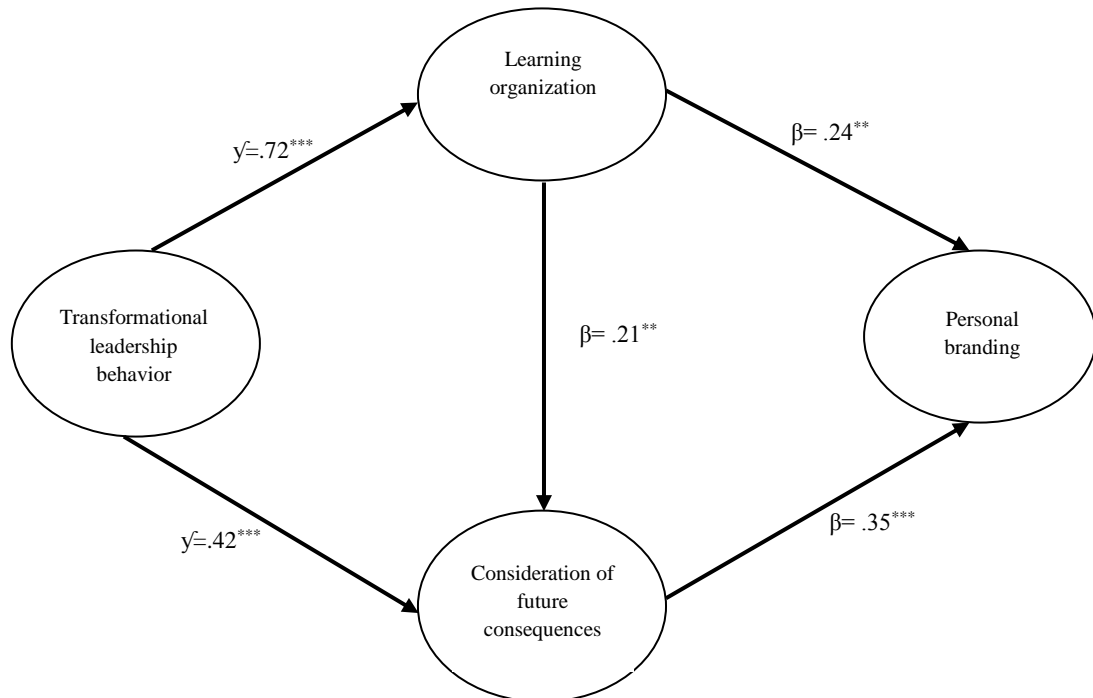 Learning
organization
β= .24**
γ=.72***
Transformational
leadership
behavior
β= .21**
Personal
branding
γ=.42***
β= .35***
Consideration of
future
consequences